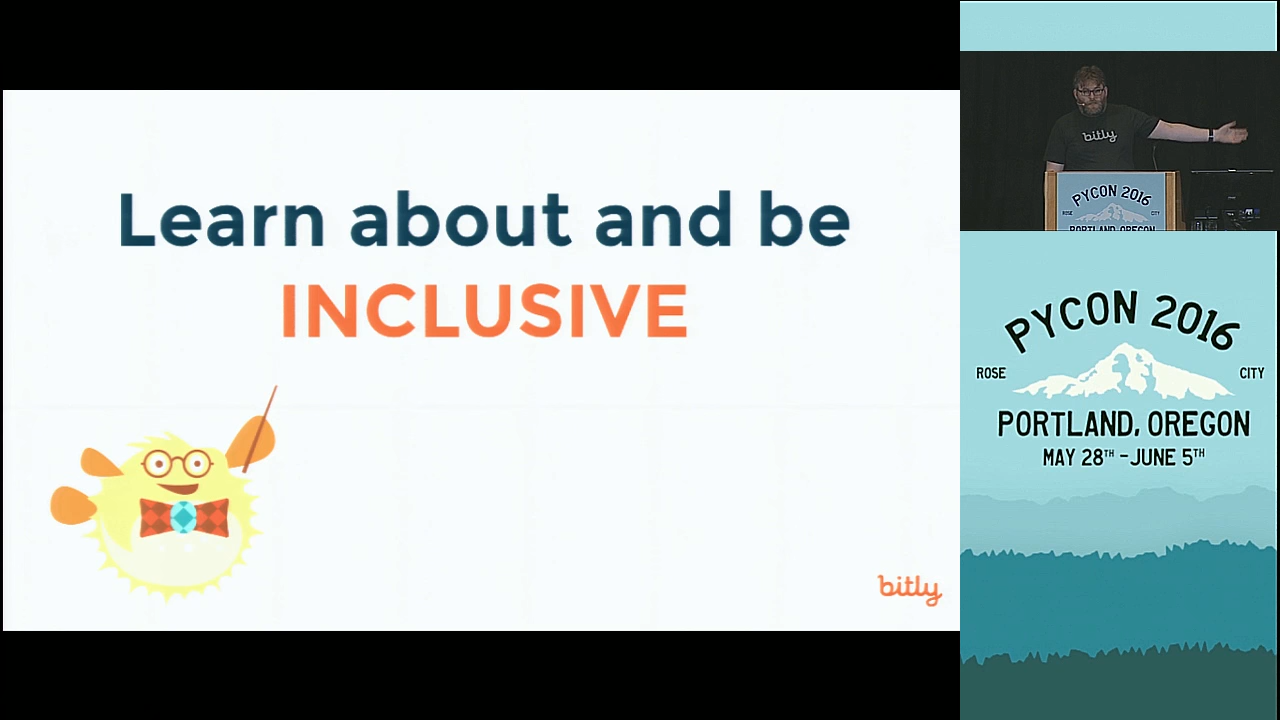 Learn about and be
INCLUSIVE
bitly
bitly
PYCON 2016
ROSE
CITY
PORTLAND, OREGON
PYCON 2016
ROSE
CITY
PORTLAND, OREGON
MAY 28TH - JUNE 5TH